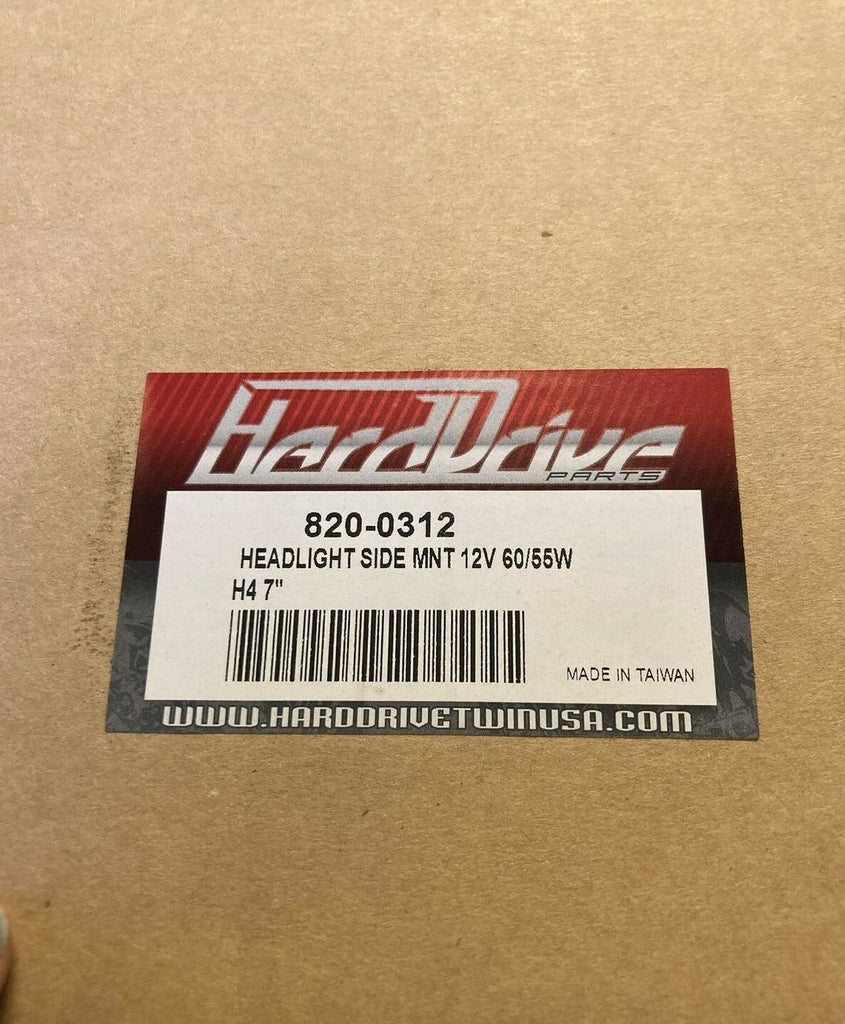 HardDrive
PARTS
820-0312
HEADLIGHT SIDE MNT 12V 60/55W
H4 7"
MADE IN TAIWAN
WWW.HARDDRIVETWINUSA.COM